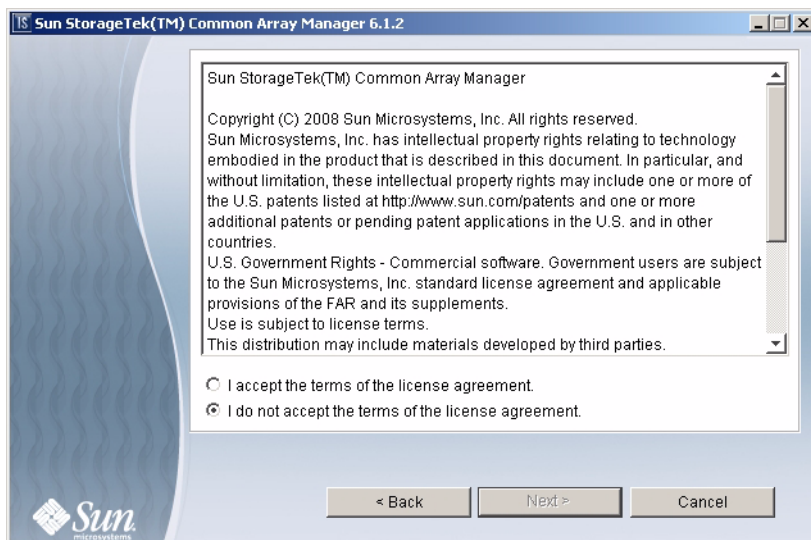 TS Sun StorageTek(TM) Common Array Manager 6.1.2
Sun StorageTek(TM) Common Array Manager
Copyright (C) 2008 Sun Microsystems, Inc. All rights reserved.
Sun Microsystems, Inc. has intellectual property rights relating to technology
embodied in the product that is described in this document. In particular, and
without limitation, these intellectual property rights may include one or more of
the U.S. patents listed at http://www.sun.com/patents and one or more
additional patents or pending patent applications in the U.S. and in other
countries.
U.S. Government Rights - Commercial software. Government users are subject
to the Sun Microsystems, Inc. standard license agreement and applicable
provisions of the FAR and its supplements.
Use is subject to license terms.
This distribution may include materials developed by third parties.
I accept the terms of the license agreement.
I do not accept the terms of the license agreement.
< Back
Next >
Cancel
Sun
microsystems